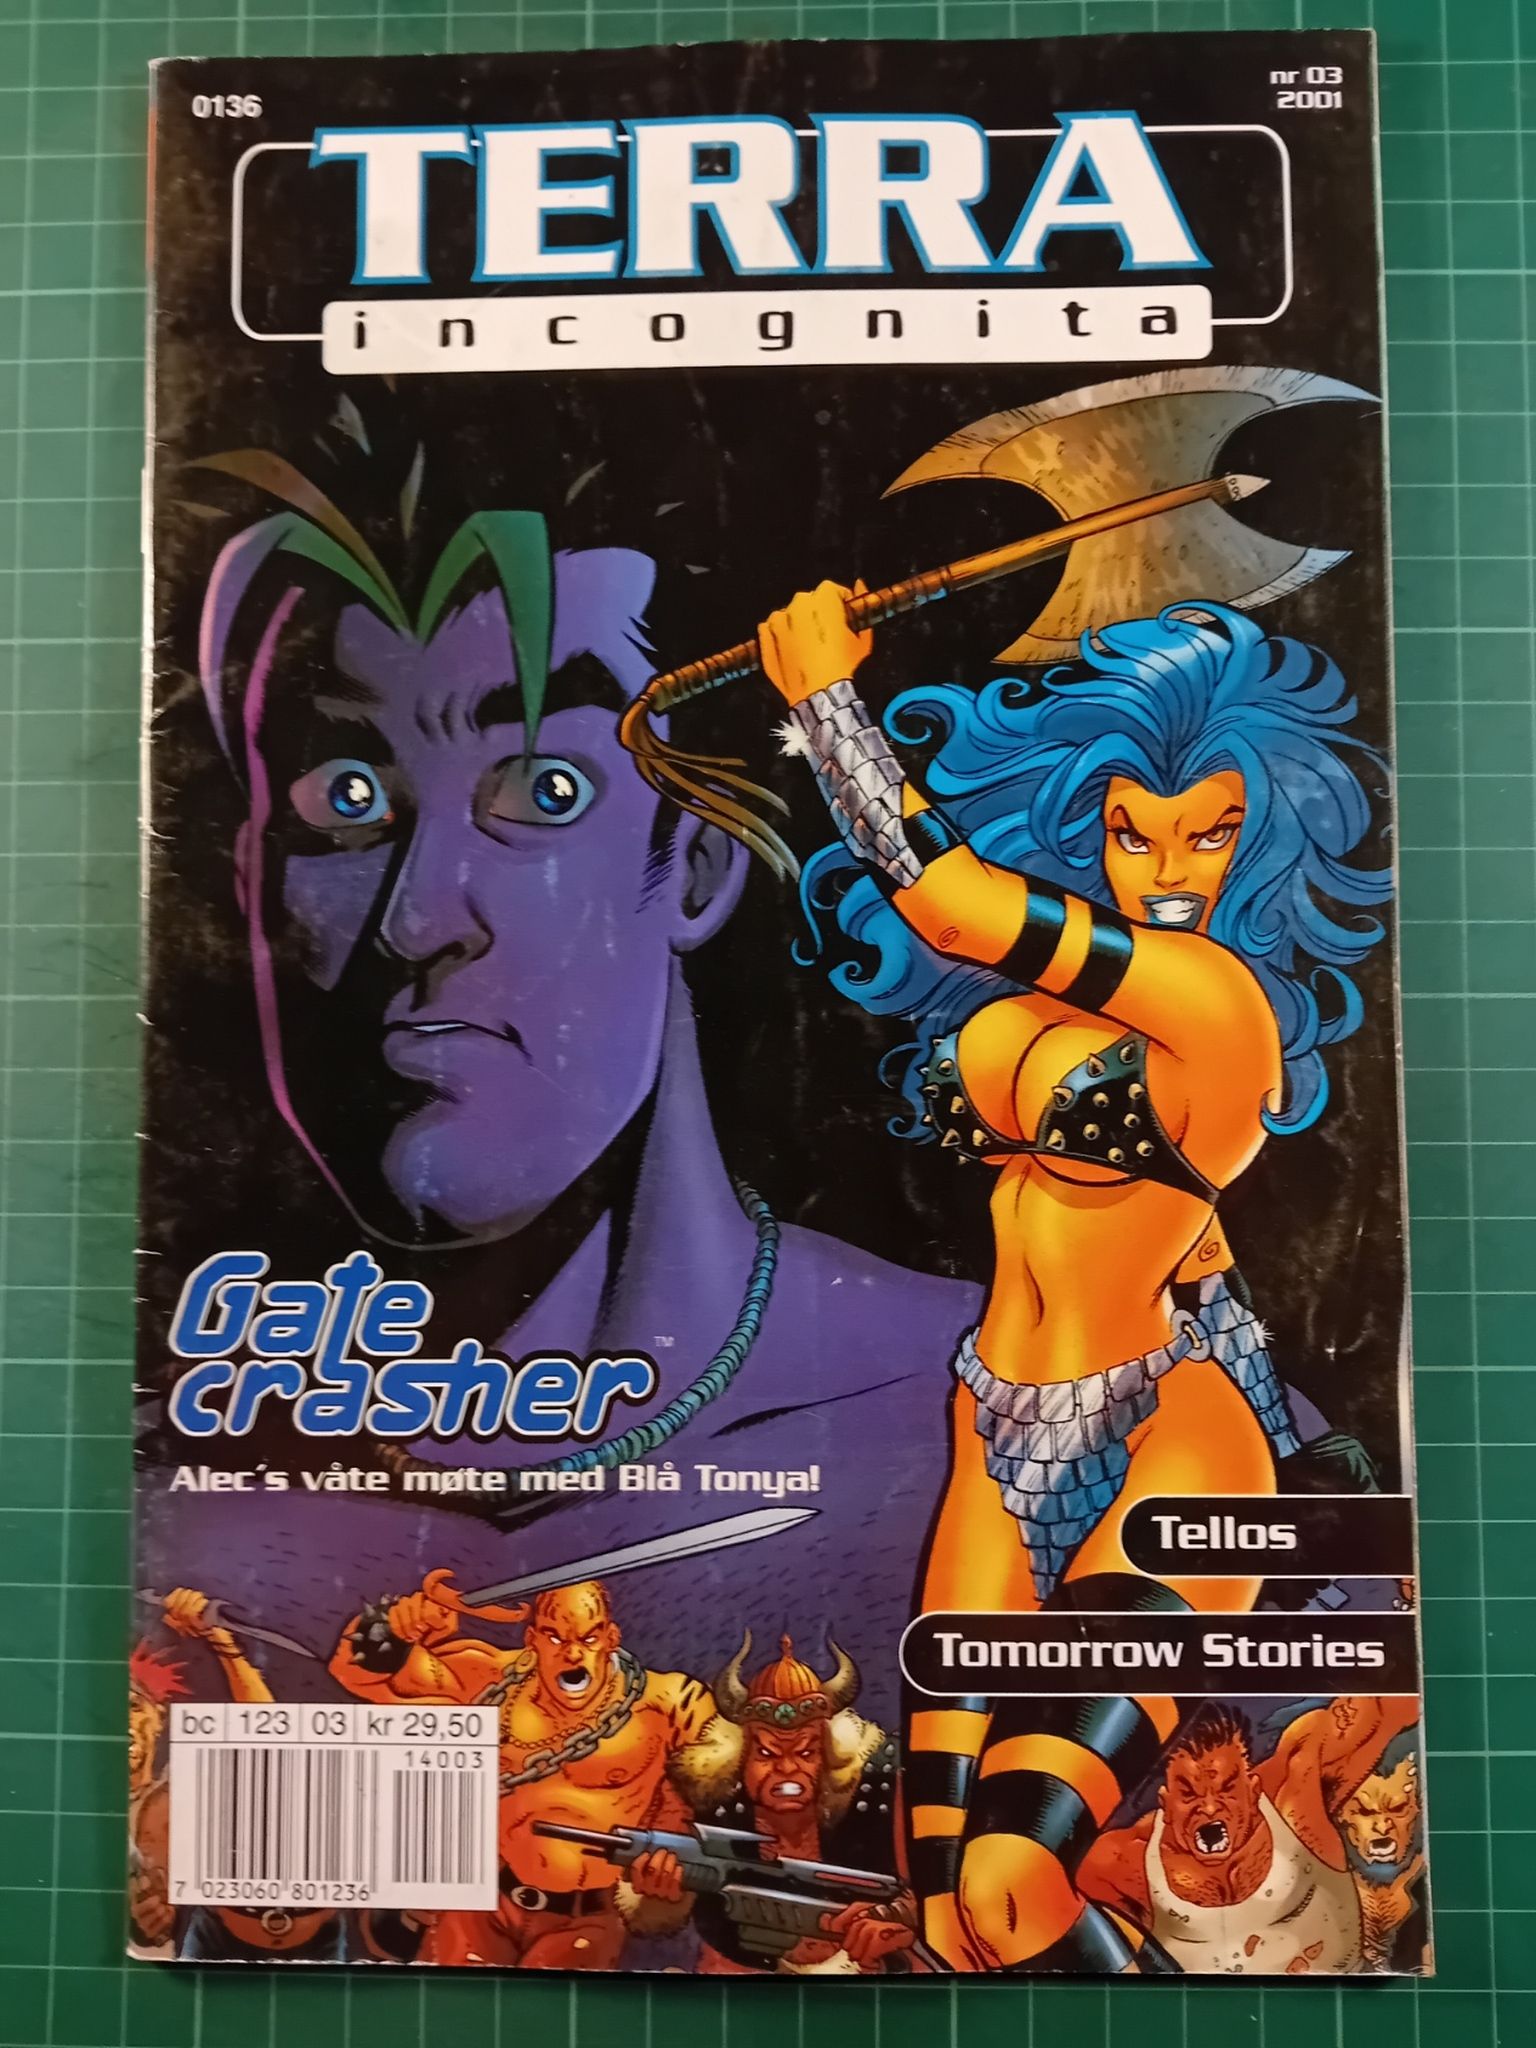 0136
nr 03
2001
TERRA
incognita
Gate
crasher
TM
Alec´s våte møte med Blå Tonya!
Tellos
Tomorrow Stories
bc 123 03 kr 29,50
14003
7 023060 801236